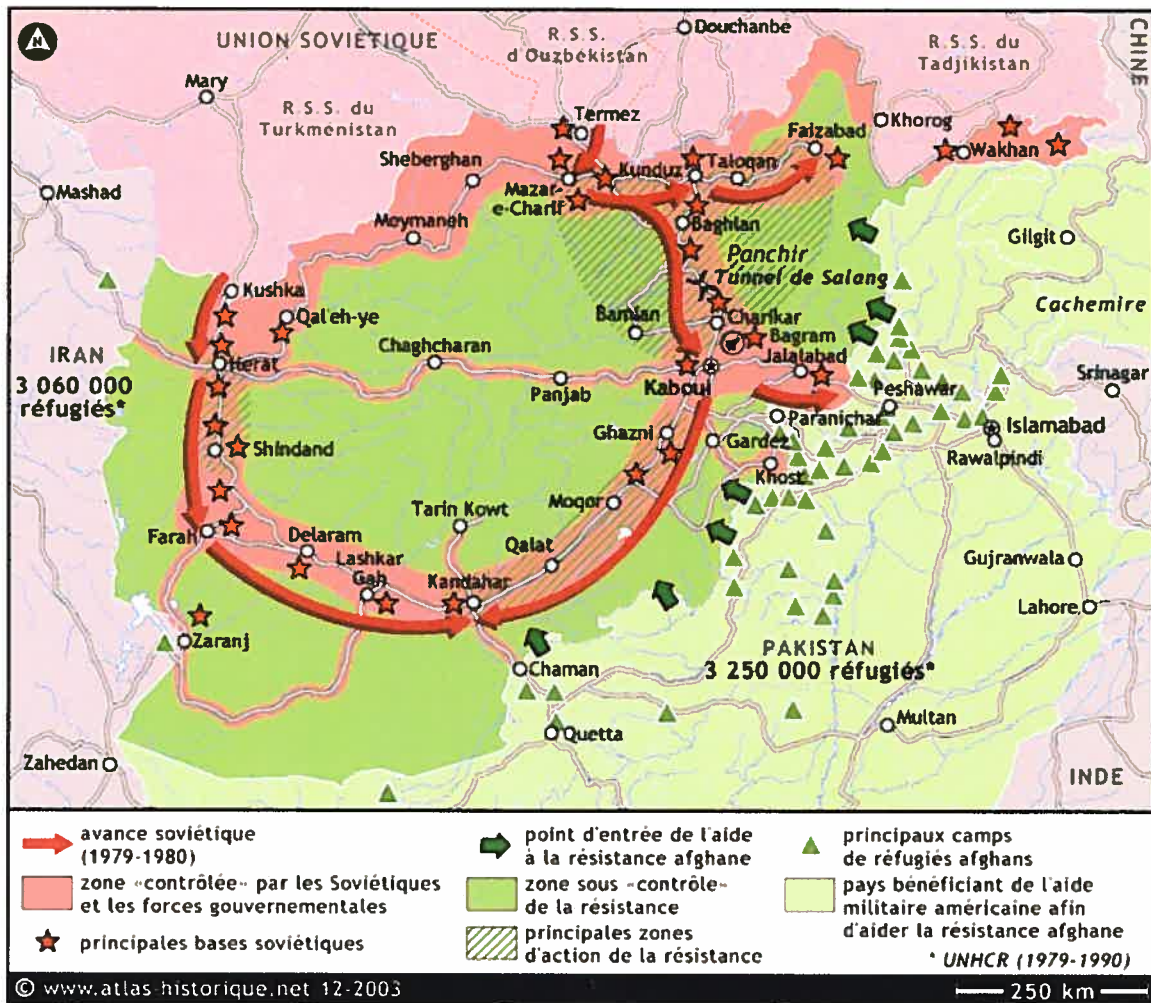 N
UNION SOVIÉTIQUE
R.S.S.
d'Ouzbékistan
Douchanbe
R.S.S. du
Tadjikistan
CHINE
Mary
R.S.S. du
Turkménistan
Termez
Khorog
Faizabad
Wakhan
Sheberghan
Kunduz
Taloqan
Mashad
Mazar-
e-Charif
Moymaneh
Baghlan
Gilgit
Panchir
Tunnel de Salang
Kushka
Qal'eh-ye
Bamian
Charikar
Cachemire
Bagram
IRAN
3 060 000
réfugiés*
Herat
Chaghcharan
Jalalabad
Panjab
Kaboul
Peshawar
Srinagar
Paranichar
Islamabad
Ghazni
Gardez
Rawalpindi
Shindand
Khost
Tarin Kowt
Moqor
Farah
Delaram
Lashkar
Gah
Qalat
Kandahar
Gujranwala
Lahore
Zaranj
PAKISTAN
3 250 000 réfugiés*
Chaman
Multan
Quetta
Zahedan
INDE
avance soviétique
(1979-1980)
zone «contrôlée» par les Soviétiques
et les forces gouvernementales
principales bases soviétiques
point d'entrée de l'aide
à la résistance afghane
zone sous «contrôle»
de la résistance
principales zones
d'action de la résistance
principaux camps
de réfugiés afghans
pays bénéficiant de l'aide
militaire américaine afin
d'aider la résistance afghane
* UNHCR (1979-1990)
© www.atlas-historique.net 12-2003
250 km